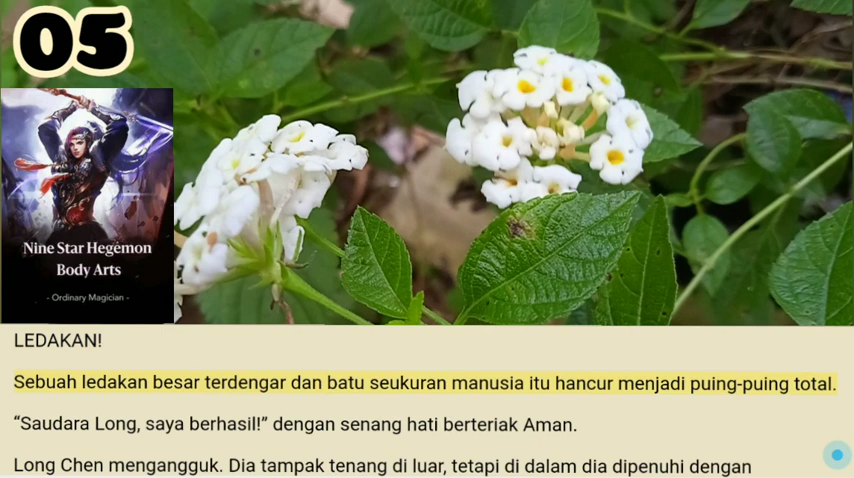 05
Nine Star Hegemon
Body Arts
- Ordinary Magician -
LEDAKAN!
Sebuah ledakan besar terdengar dan batu seukuran manusia itu hancur menjadi puing-puing total.
“Saudara Long, saya berhasil!” dengan senang hati berteriak Aman.
Long Chen mengangguk. Dia tampak tenang di luar, tetapi di dalam dia dipenuhi dengan